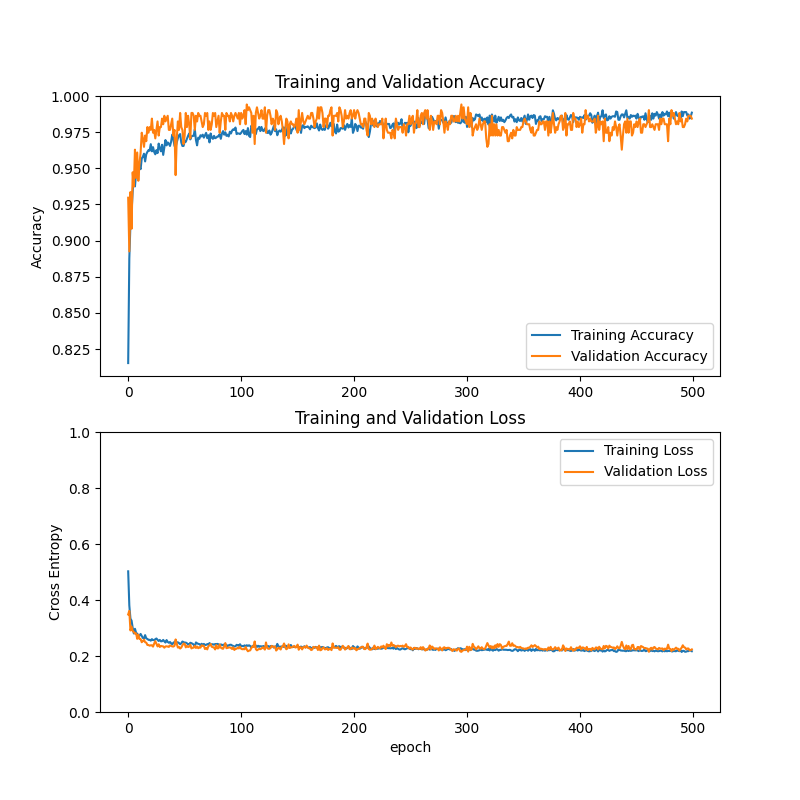 Training and Validation Accuracy
1.000
0.975
0.950
0.925
0.900
0.875
0.850
0.825
Accuracy
Training Accuracy
Validation Accuracy
0 100 200 300 400 500
Training and Validation Loss
1.0
0.8
0.6
0.4
0.2
0.0
Cross Entropy
Training Loss
Validation Loss
0 100 200 300 400 500
epoch